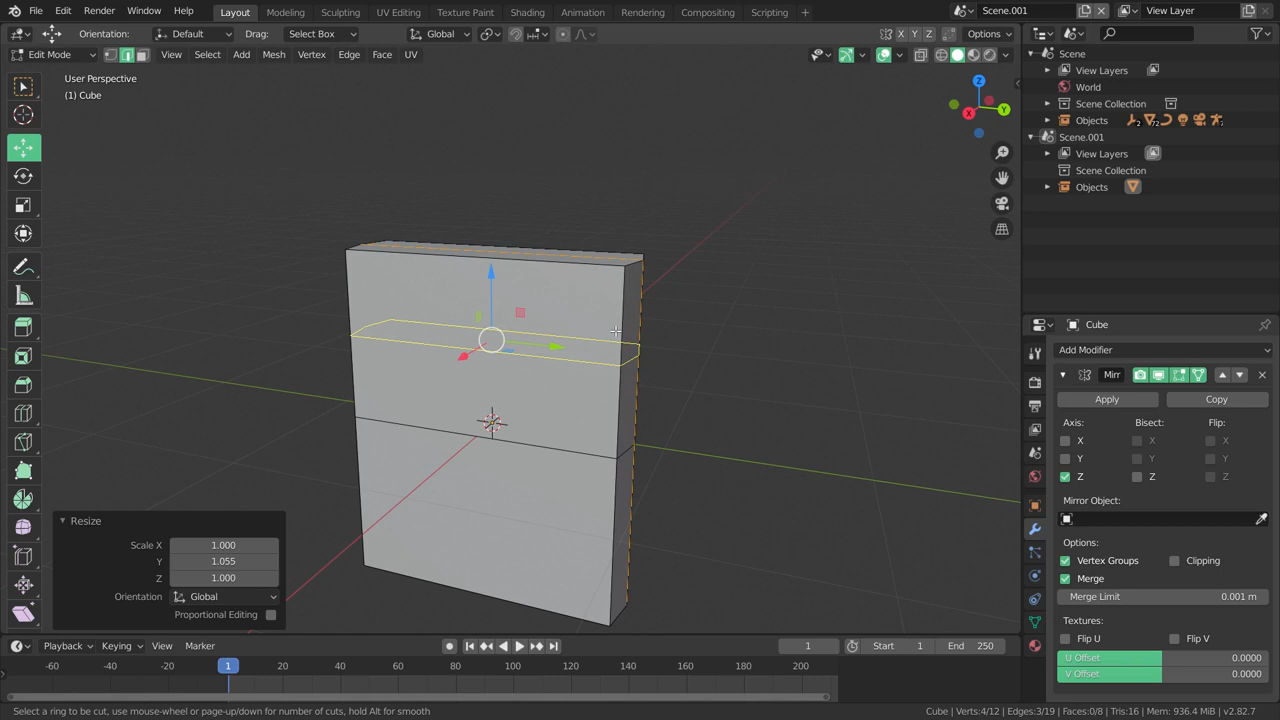 File Edit Render Window Help Layout Modeling Sculpting UV Editing Texture Paint Shading Animation Rendering Compositing Scripting + Scene.001 View Layer
Orientation: Default Drag: Select Box Global X Y Z Options
Edit Mode View Select Add Mesh Vertex Edge Face UV
User Perspective
(1) Cube
Z
Y
X
Scene
View Layers
World
Scene Collection
Objects 2 72 7
Scene.001
View Layers
Scene Collection
Objects
Cube
Add Modifier
Mirr
Apply Copy
Axis: Bisect: Flip:
X X X
Y Y Y
Z Z Z
Mirror Object:
Options:
Vertex Groups Clipping
Merge
Merge Limit 0.001 m
Textures:
Flip U Flip V
U Offset 0.0000
V Offset 0.0000
Resize
Scale X 1.000
Y 1.055
Z 1.000
Orientation Global
Proportional Editing
Playback Keying View Marker 1 Start 1 End 250
-60 -40 -20 1 20 40 60 80 100 120 140 160 180 200
Select a ring to be cut, use mouse-wheel or page-up/down for number of cuts, hold Alt for smooth Cube | Verts:4/12 | Edges:3/19 | Faces:0/8 | Tris:16 | Mem: 936.4 MiB | v2.82.7